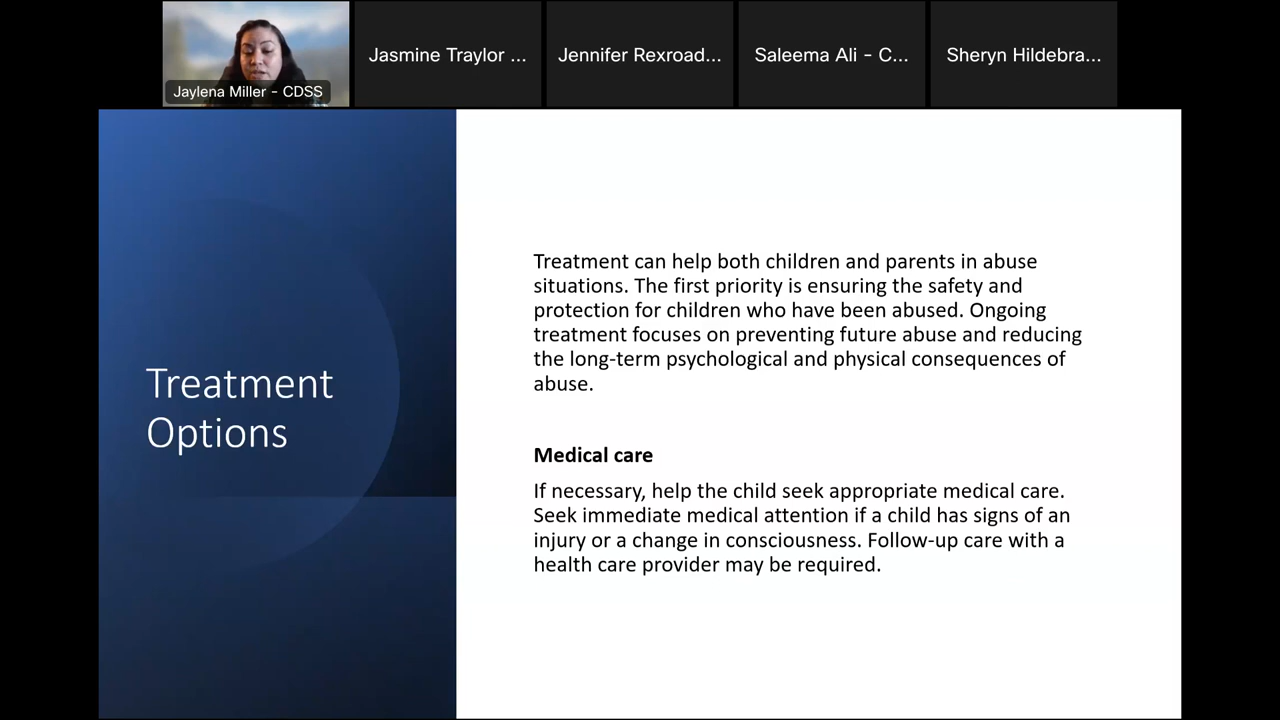 Jaylena Miller - CDSS
Jasmine Traylor ...
Jennifer Rexroad...
Saleema Ali - C...
Sheryn Hildebra...
Treatment
Options
Treatment can help both children and parents in abuse
situations. The first priority is ensuring the safety and
protection for children who have been abused. Ongoing
treatment focuses on preventing future abuse and reducing
the long-term psychological and physical consequences of
abuse.
Medical care
If necessary, help the child seek appropriate medical care.
Seek immediate medical attention if a child has signs of an
injury or a change in consciousness. Follow-up care with a
health care provider may be required.